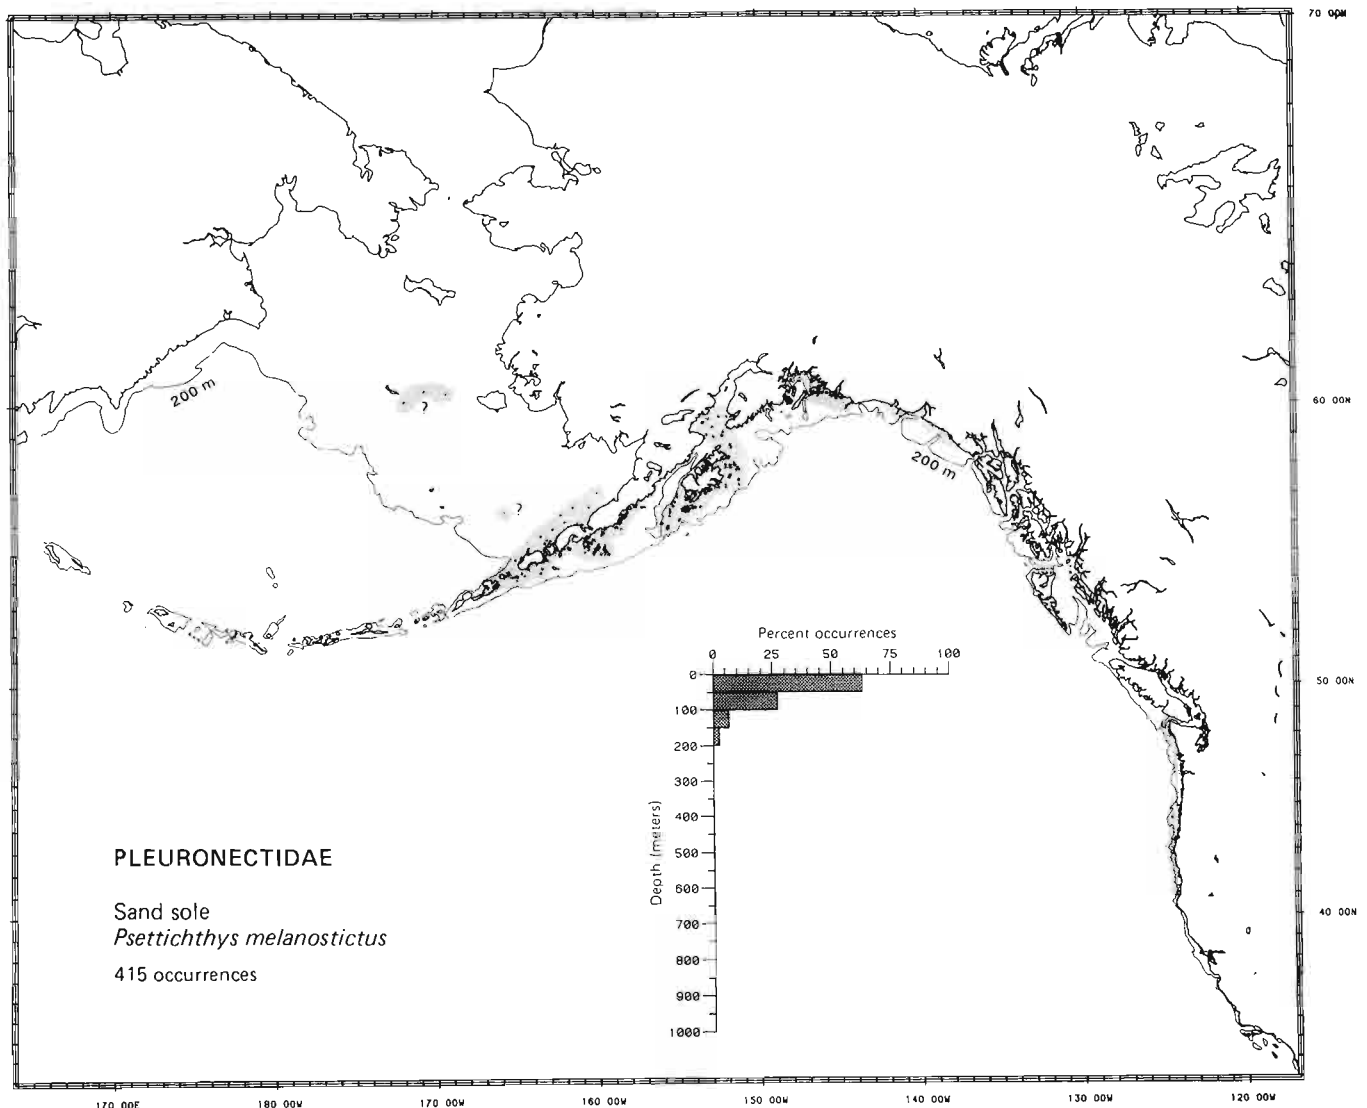 70 00N
200 m
?
60 00N
200 m
?
Percent occurrences
0 25 50 75 100
0
100
200
300
400
500
600
700
800
900
1000
Depth (meters)
50 00N
40 00N
PLEURONECTIDAE
Sand sole
Psettichthys melanostictus
415 occurrences
170 00E 180 00W 170 00W 160 00W 150 00W 140 00W 130 00W 120 00W